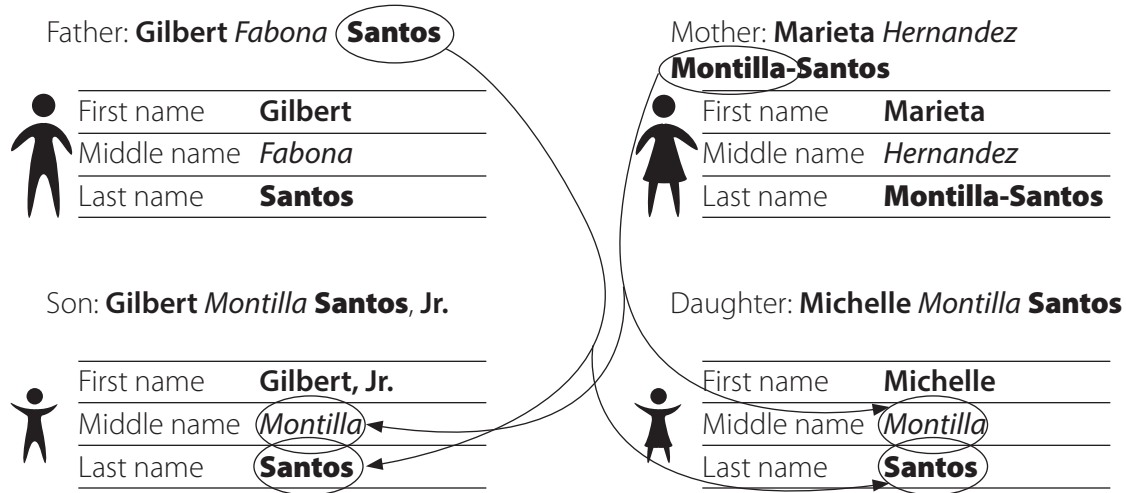 Father: Gilbert Fabona Santos
First name Gilbert
Middle name Fabona
Last name Santos
Mother: Marieta Hernandez
Montilla-Santos
First name Marieta
Middle name Hernandez
Last name Montilla-Santos
Son: Gilbert Montilla Santos, Jr.
First name Gilbert, Jr.
Middle name Montilla
Last name Santos
Daughter: Michelle Montilla Santos
First name Michelle
Middle name Montilla
Last name Santos